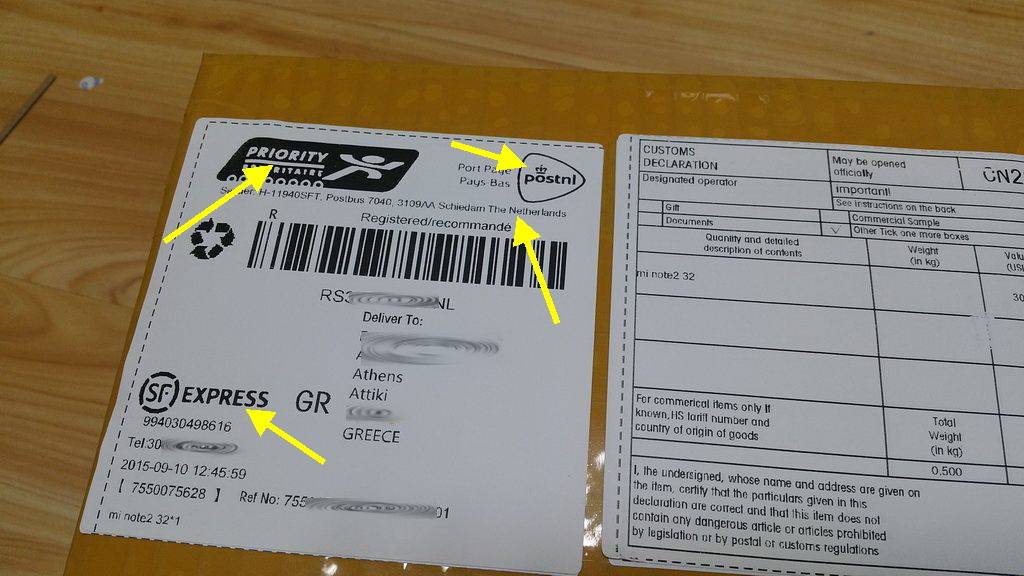 PRIORITY
PRIORITAIRE
Port Payé
Pays-Bas
postnl
Sender: H-11940SFT, Postbus 7040, 3109AA Schiedam The Netherlands
R
Registered/recommandé
RS3 NL
Deliver To:
Athens
Attiki
SF EXPRESS
GR
GREECE
994030498616
Tel:30
2015-09-10 12:45:59
【 7550075628 】
Ref No: 755 01
mi note2 32*1
CUSTOMS
DECLARATION
May be opened
officially
CN2
Designated operator
Important!
See instructions on the back
Gift
Commercial Sample
Documents
Other Tick one more boxes
Quantity and detailed
description of contents
Weight
(in kg)
mi note2 32
30
For commerical items only if
known,HS tariff number and
country of origin of goods
Total
Weight
(in kg)
0.500
I, the undersigned, whose name and address are given on
the item, certify that the particulars given in this
declaration are correct and that this item does not
contain any dangerous article or articles prohibited
by legislation or by postal or customs regulations